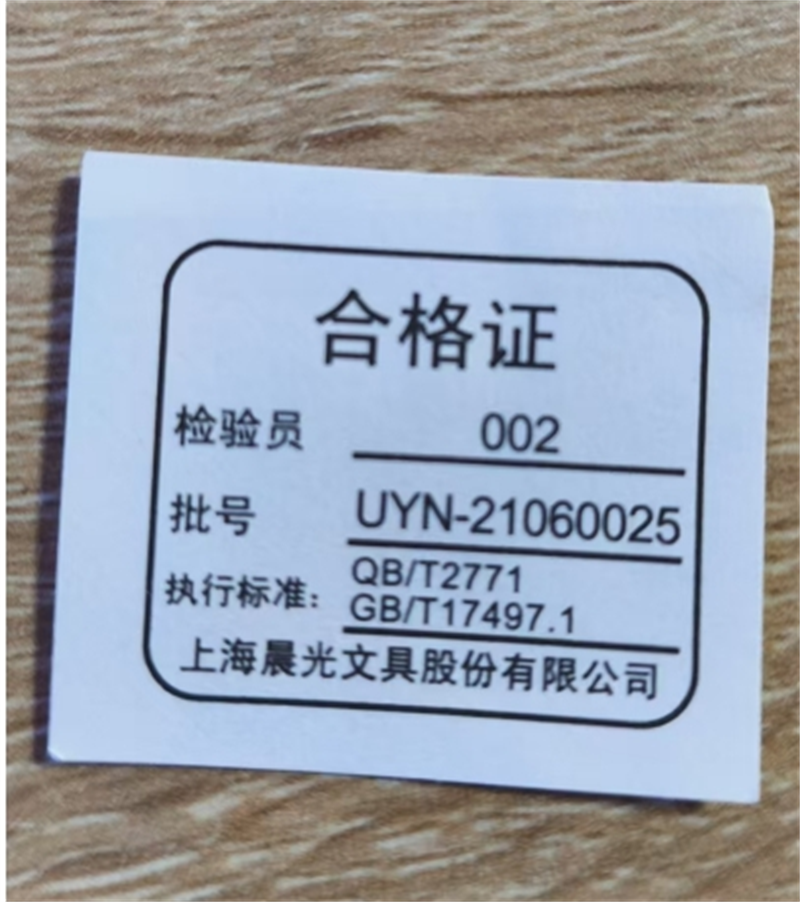 合格证
检验员 002
批号 UYN-21060025
执行标准： QB/T2771
GB/T17497.1
上海晨光文具股份有限公司